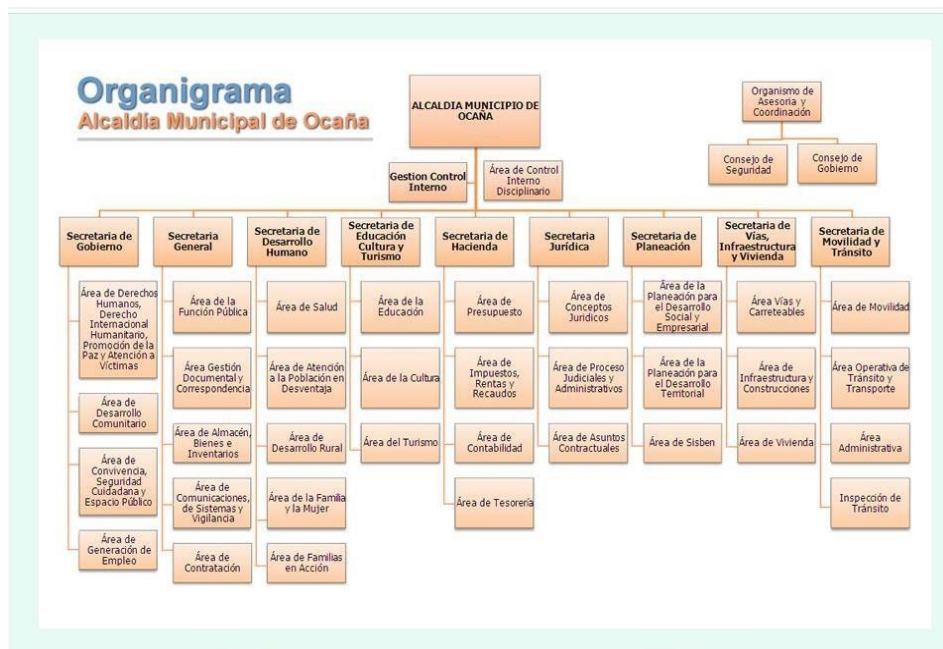 Organigrama
Alcaldía Municipal de Ocaña
ALCALDIA MUNICIPIO DE
OCAÑA
Organismo de
Asesoria y
Coordinación
Consejo de
Seguridad
Consejo de
Gobierno
Gestion Control
Interno
Área de Control
Interno
Disciplinario
Secretaria de
Gobierno
Secretaria
General
Secretaria de
Desarrollo
Humano
Secretaria de
Educación
Cultura y
Turismo
Secretaria de
Hacienda
Secretaria
Jurídica
Secretaria de
Planeación
Secretaria de
Vías,
Infraestructura
y Vivienda
Secretaria de
Movilidad y
Tránsito
Área de Derechos
Humanos,
Derecho
Internacional
Humanitario,
Promoción de la
Paz y Atención a
Víctimas
Área de
Desarrollo
Comunitario
Área de
Convivencia,
Seguridad
Cuidadana y
Espacio Público
Área de
Generación de
Empleo
Área de la
Función Pública
Área Gestión
Documental y
Correspondencia
Área de Almacén,
Bienes e
Inventarios
Área de
Comunicaciones,
de Sistemas y
Vigilancia
Área de
Contratación
Área de Salud
Área de Atención
a la Población en
Desventaja
Área de
Desarrollo Rural
Área de la Familia
y la Mujer
Área de Familias
en Acción
Área de la
Educación
Área de la Cultura
Área del Turismo
Área de
Presupuesto
Área de
Impuestos,
Rentas y
Recaudos
Área de
Contabilidad
Área de Tesorería
Área de
Conceptos
Juridicos
Área de Proceso
Judiciales y
Administrativos
Área de Asuntos
Contractuales
Área de la
Planeación para
el Desarrollo
Social y
Empresarial
Área de la
Planeación para
el Desarrollo
Territorial
Área de Sisben
Área Vías y
Carreteables
Área de
Infraestructura y
Construcciones
Área de Vivienda
Área de Movilidad
Área Operativa de
Tránsito y
Transporte
Área
Administrativa
Inspección de
Tránsito